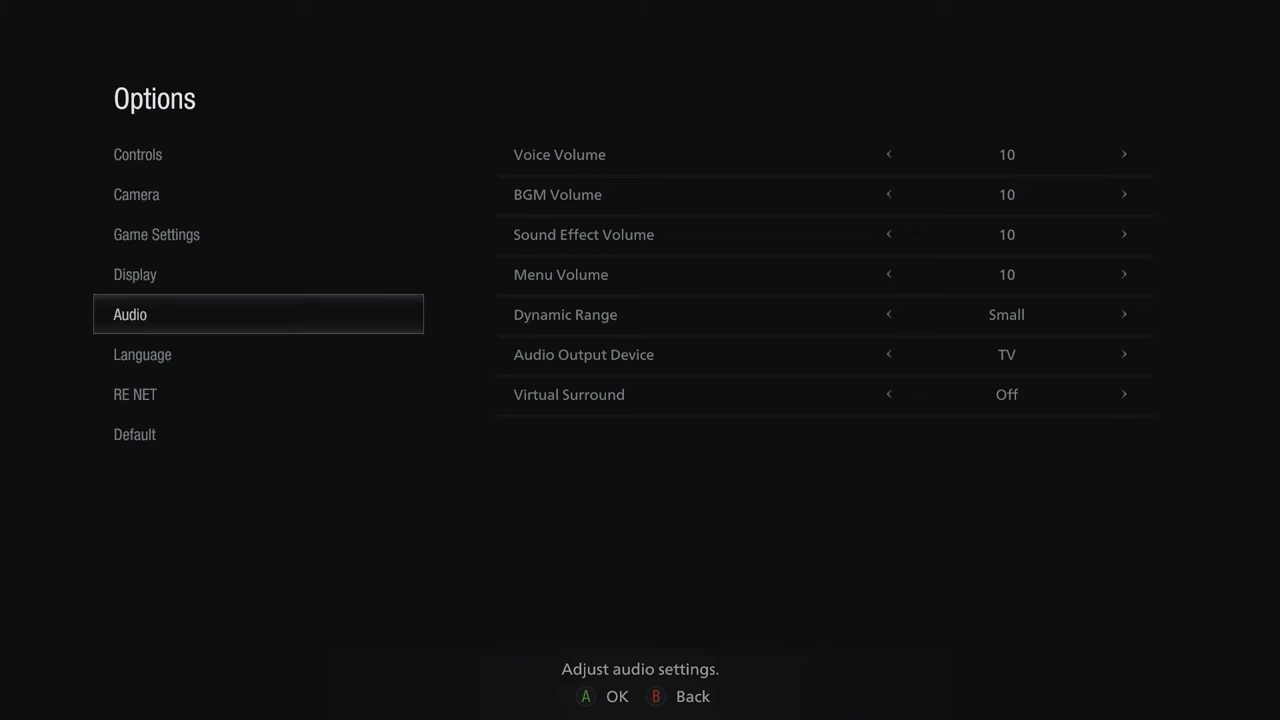 Options
Controls
Camera
Game Settings
Display
Audio
Language
RE NET
Default
Voice Volume 10
BGM Volume 10
Sound Effect Volume 10
Menu Volume 10
Dynamic Range Small
Audio Output Device TV
Virtual Surround Off
Adjust audio settings.
A OK B Back